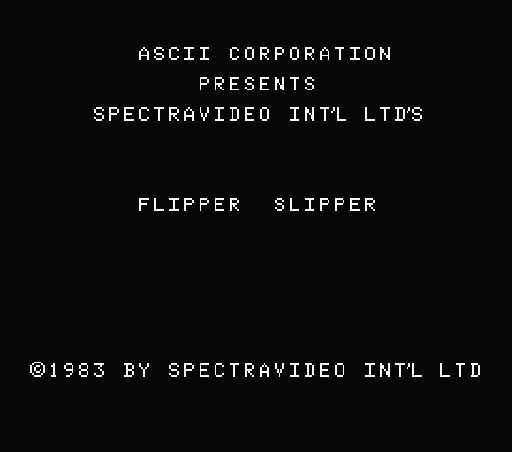 ASCII CORPORATION
PRESENTS
SPECTRAVIDEO INT'L LTD'S
FLIPPER SLIPPER
©1983 BY SPECTRAVIDEO INT'L LTD